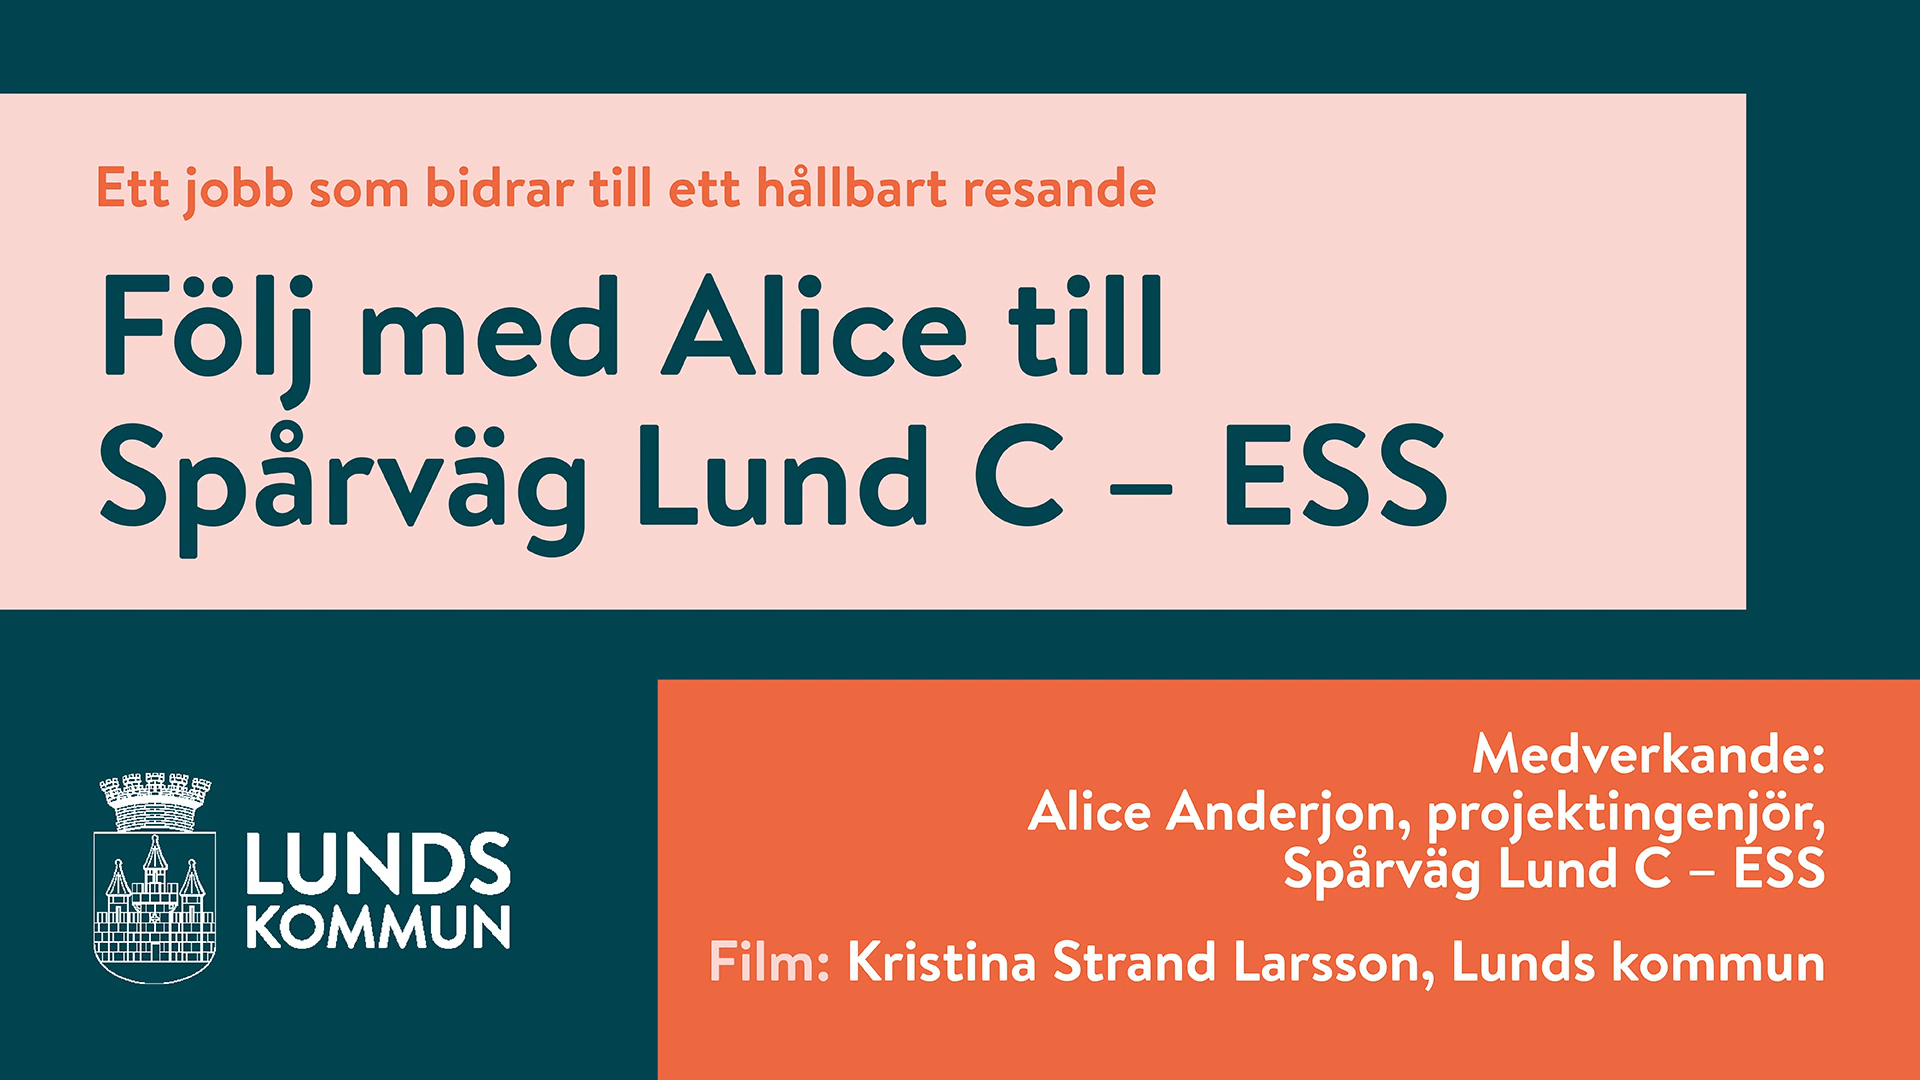 Ett jobb som bidrar till ett hållbart resande
Följ med Alice till
Spårväg Lund C – ESS
LUNDS
KOMMUN
Medverkande:
Alice Anderjon, projektingenjör,
Spårväg Lund C – ESS
Film: Kristina Strand Larsson, Lunds kommun